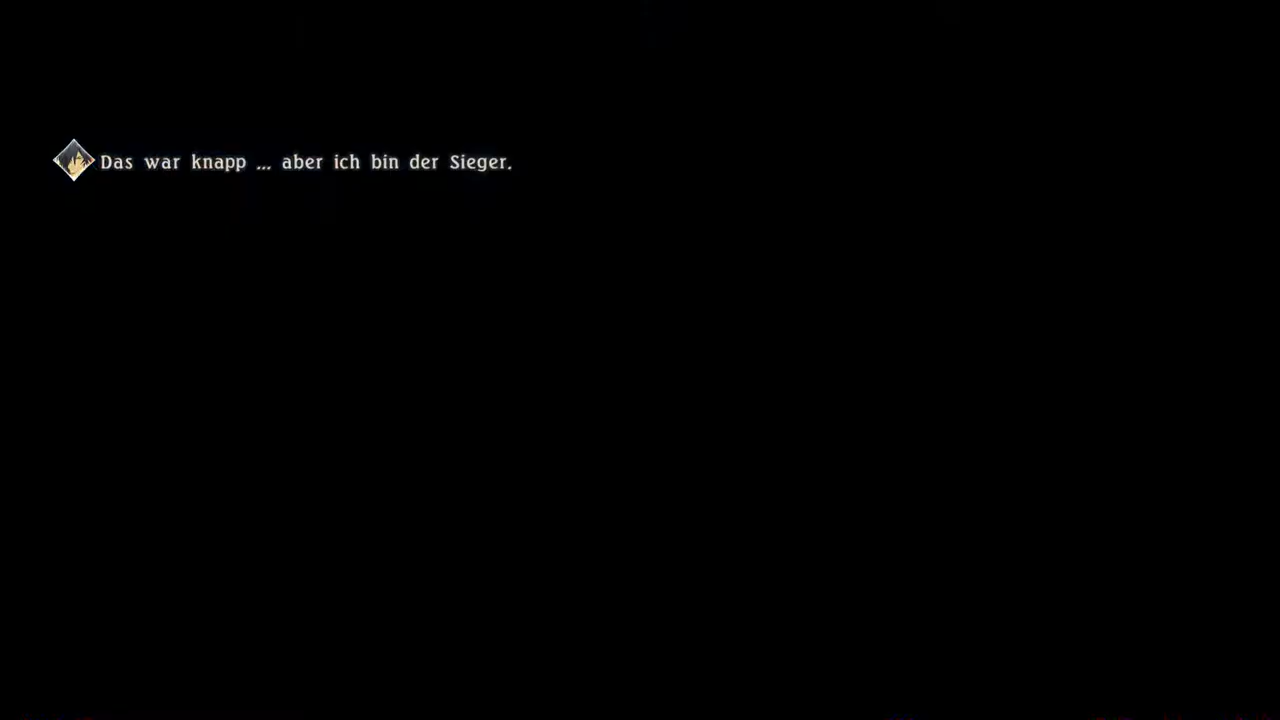 Das war knapp ... aber ich bin der Sieger.